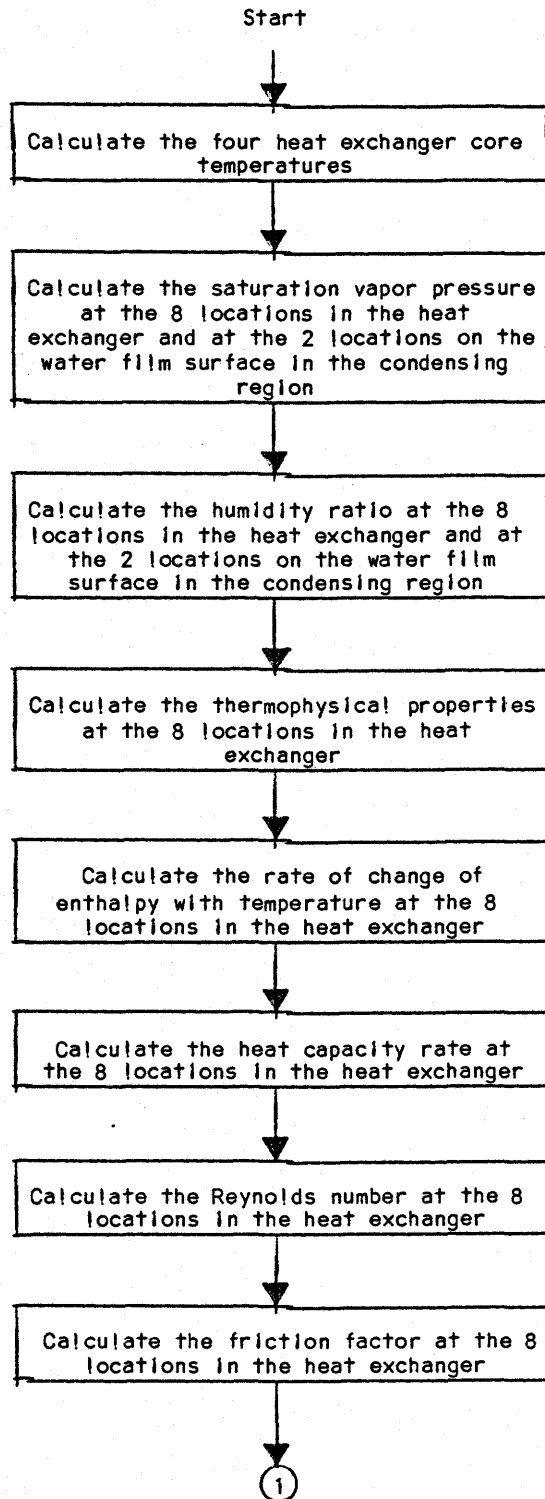 Start
Calculate the four heat exchanger core
temperatures
Calculate the saturation vapor pressure
at the 8 locations in the heat
exchanger and at the 2 locations on the
water film surface in the condensing
region
Calculate the humidity ratio at the 8
locations in the heat exchanger and at
the 2 locations on the water film
surface in the condensing region
Calculate the thermophysical properties
at the 8 locations in the heat
exchanger
Calculate the rate of change of
enthalpy with temperature at the 8
locations in the heat exchanger
Calculate the heat capacity rate at
the 8 locations in the heat exchanger
Calculate the Reynolds number at the 8
locations in the heat exchanger
Calculate the friction factor at the 8
locations in the heat exchanger
1